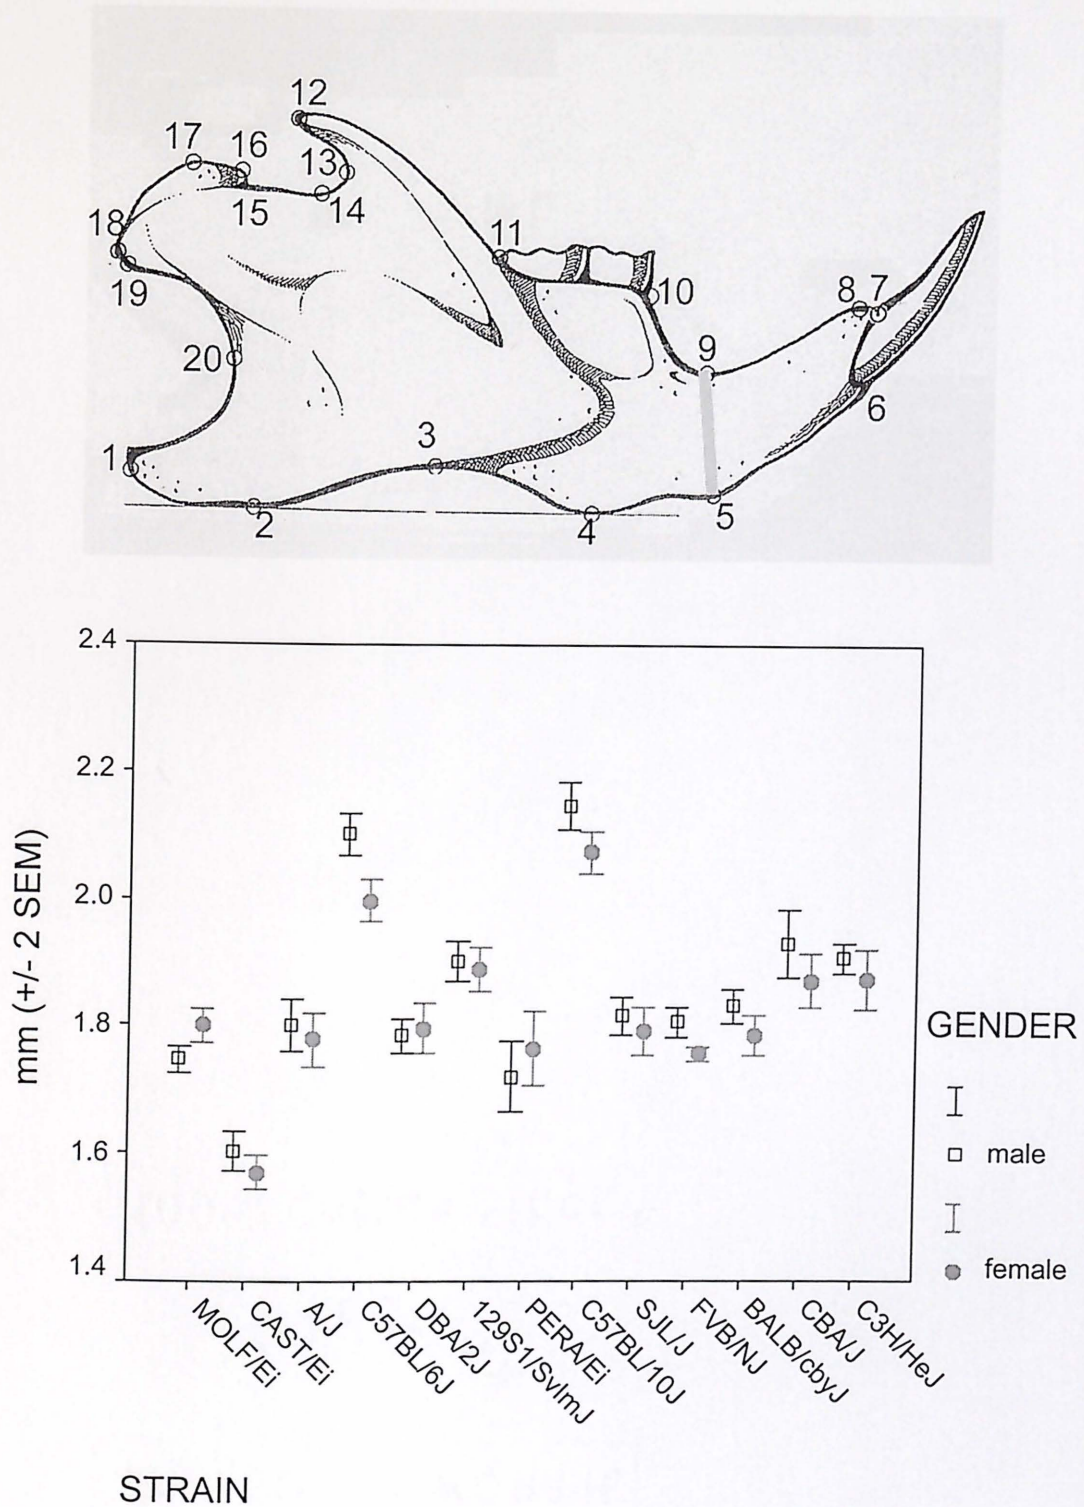 12
17
16
13
15
14
18
11
19
10
8
7
9
20
6
1
3
2
4
5
2.4
2.2
2.0
1.8
1.6
1.4
mm (+/- 2 SEM)
MOLF/Ei
CAST/Ei
A/J
C57BL/6J
DBA/2J
129S1/SvlmJ
PERA/Ei
C57BL/10J
SJL/J
FVB/NJ
BALB/cbyJ
CBA/J
C3H/HeJ
STRAIN
GENDER
male
female